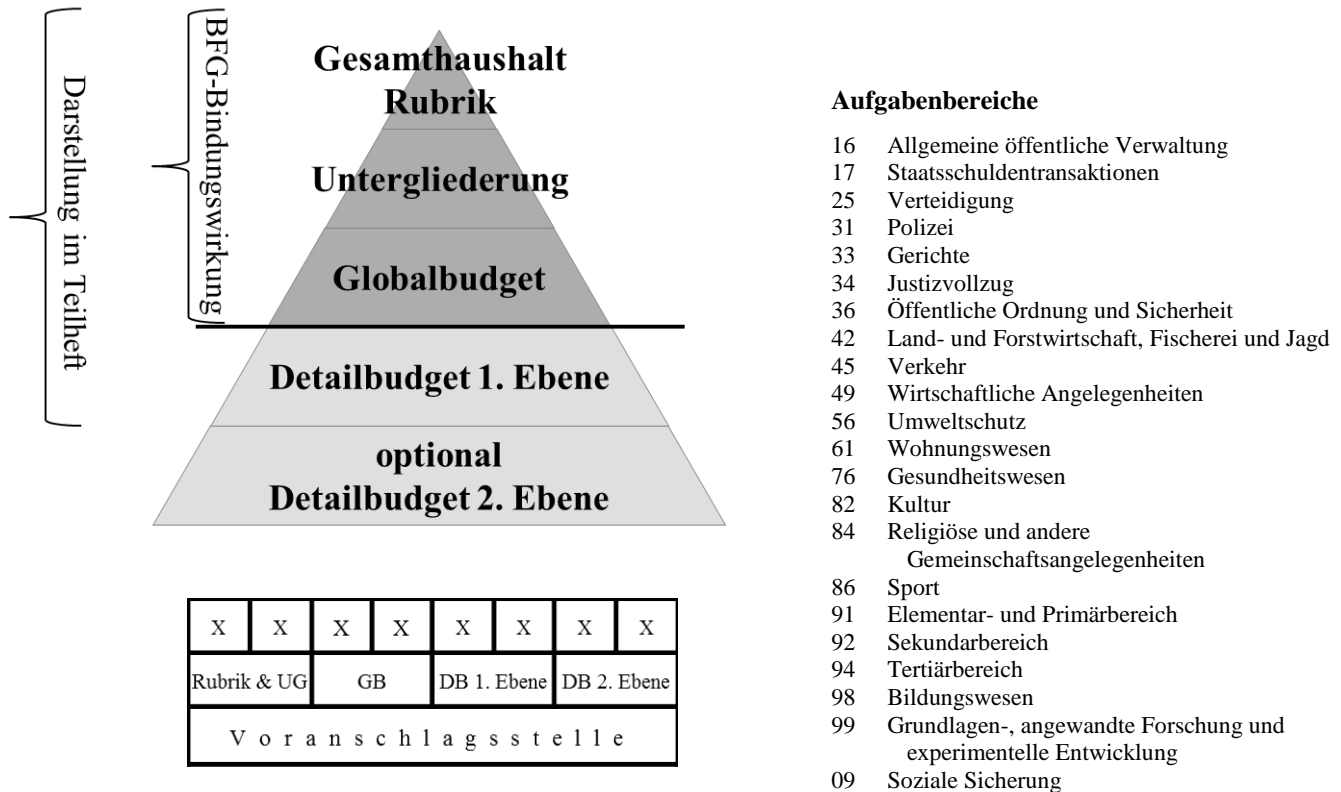 Darstellung im Teilheft
BFG-Bindungswirkung
Gesamthaushalt
Rubrik
Untergliederung
Globalbudget
Detailbudget 1. Ebene
optional
Detailbudget 2. Ebene
X X X X X X X X
Rubrik & UG GB DB 1. Ebene DB 2. Ebene
V o r a n s c h l a g s s t e l l e
Aufgabenbereiche
16 Allgemeine öffentliche Verwaltung
17 Staatsschuldentransaktionen
25 Verteidigung
31 Polizei
33 Gerichte
34 Justizvollzug
36 Öffentliche Ordnung und Sicherheit
42 Land- und Forstwirtschaft, Fischerei und Jagd
45 Verkehr
49 Wirtschaftliche Angelegenheiten
56 Umweltschutz
61 Wohnungswesen
76 Gesundheitswesen
82 Kultur
84 Religiöse und andere
Gemeinschaftsangelegenheiten
86 Sport
91 Elementar- und Primärbereich
92 Sekundarbereich
94 Tertiärbereich
98 Bildungswesen
99 Grundlagen-, angewandte Forschung und
experimentelle Entwicklung
09 Soziale Sicherung